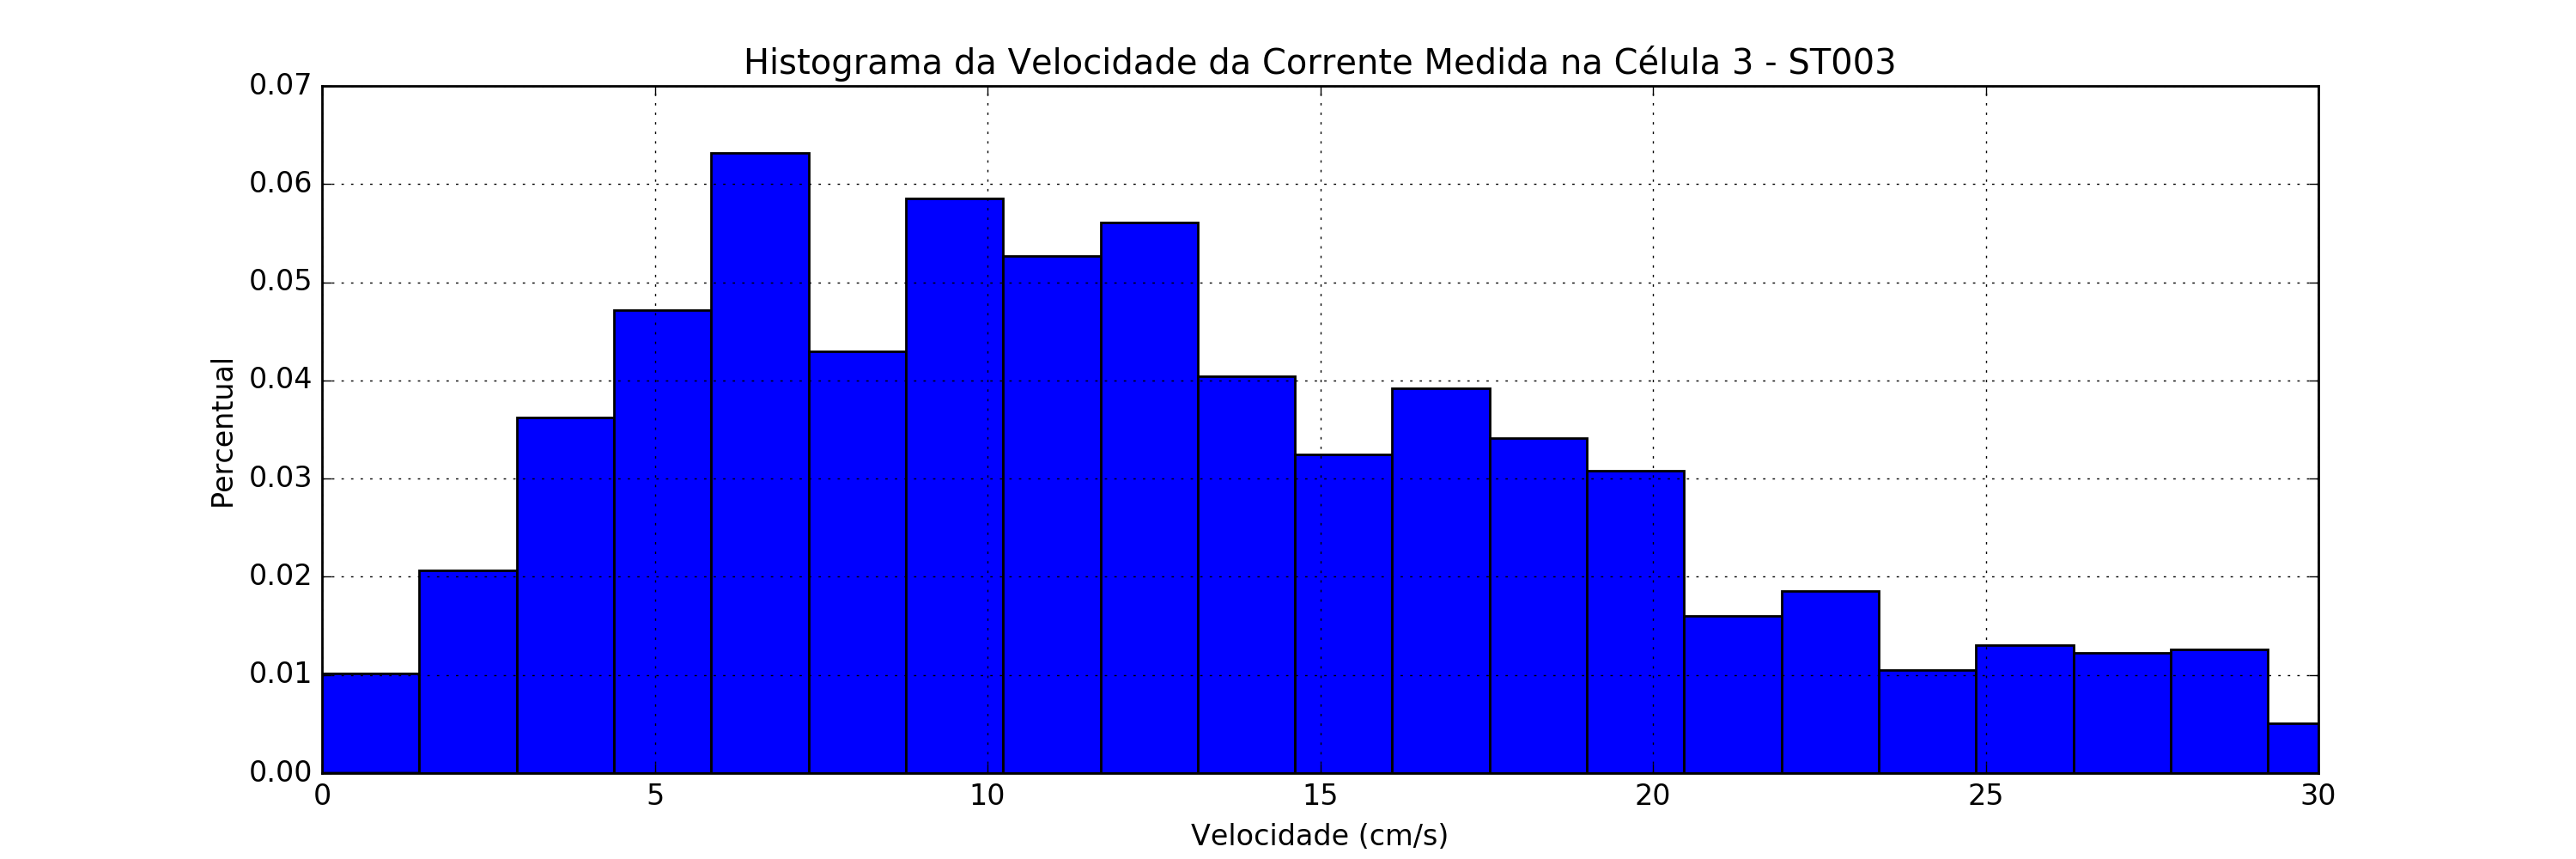 Histograma da Velocidade da Corrente Medida na Célula 3 - ST003
0.07
0.06
0.05
0.04
0.03
0.02
0.01
0.00
Percentual
0 5 10 15 20 25 30
Velocidade (cm/s)